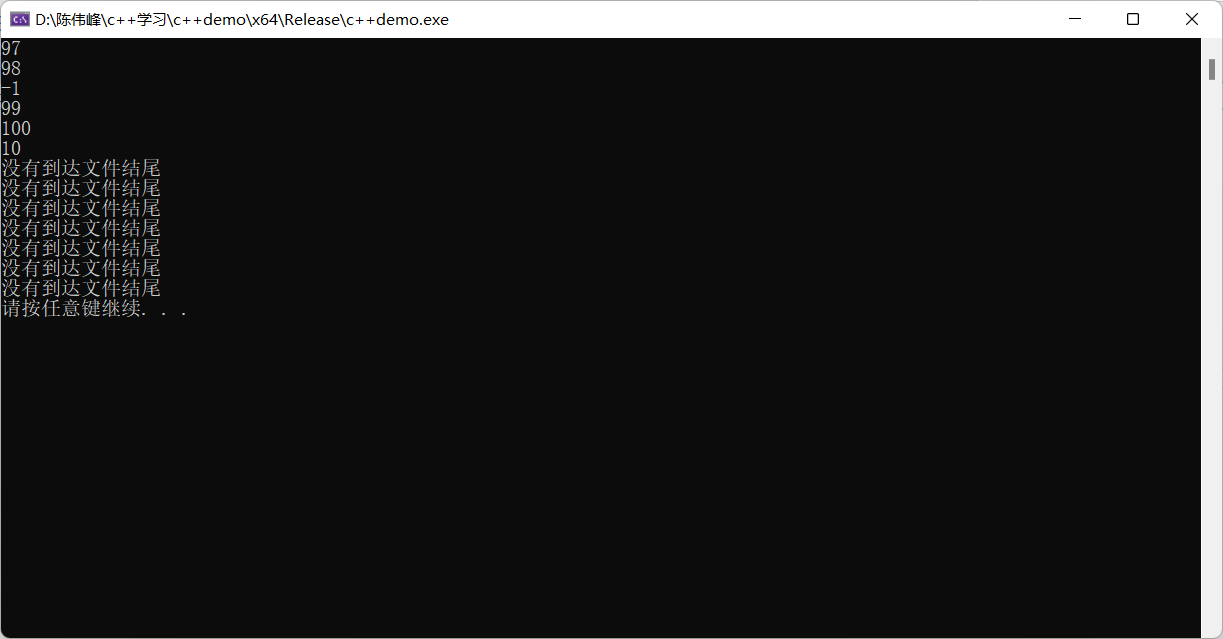 D:\陈伟峰\c++学习\c++demo\x64\Release\c++demo.exe
97
98
-1
99
100
10
没有到达文件结尾
没有到达文件结尾
没有到达文件结尾
没有到达文件结尾
没有到达文件结尾
没有到达文件结尾
没有到达文件结尾
请按任意键继续. . .